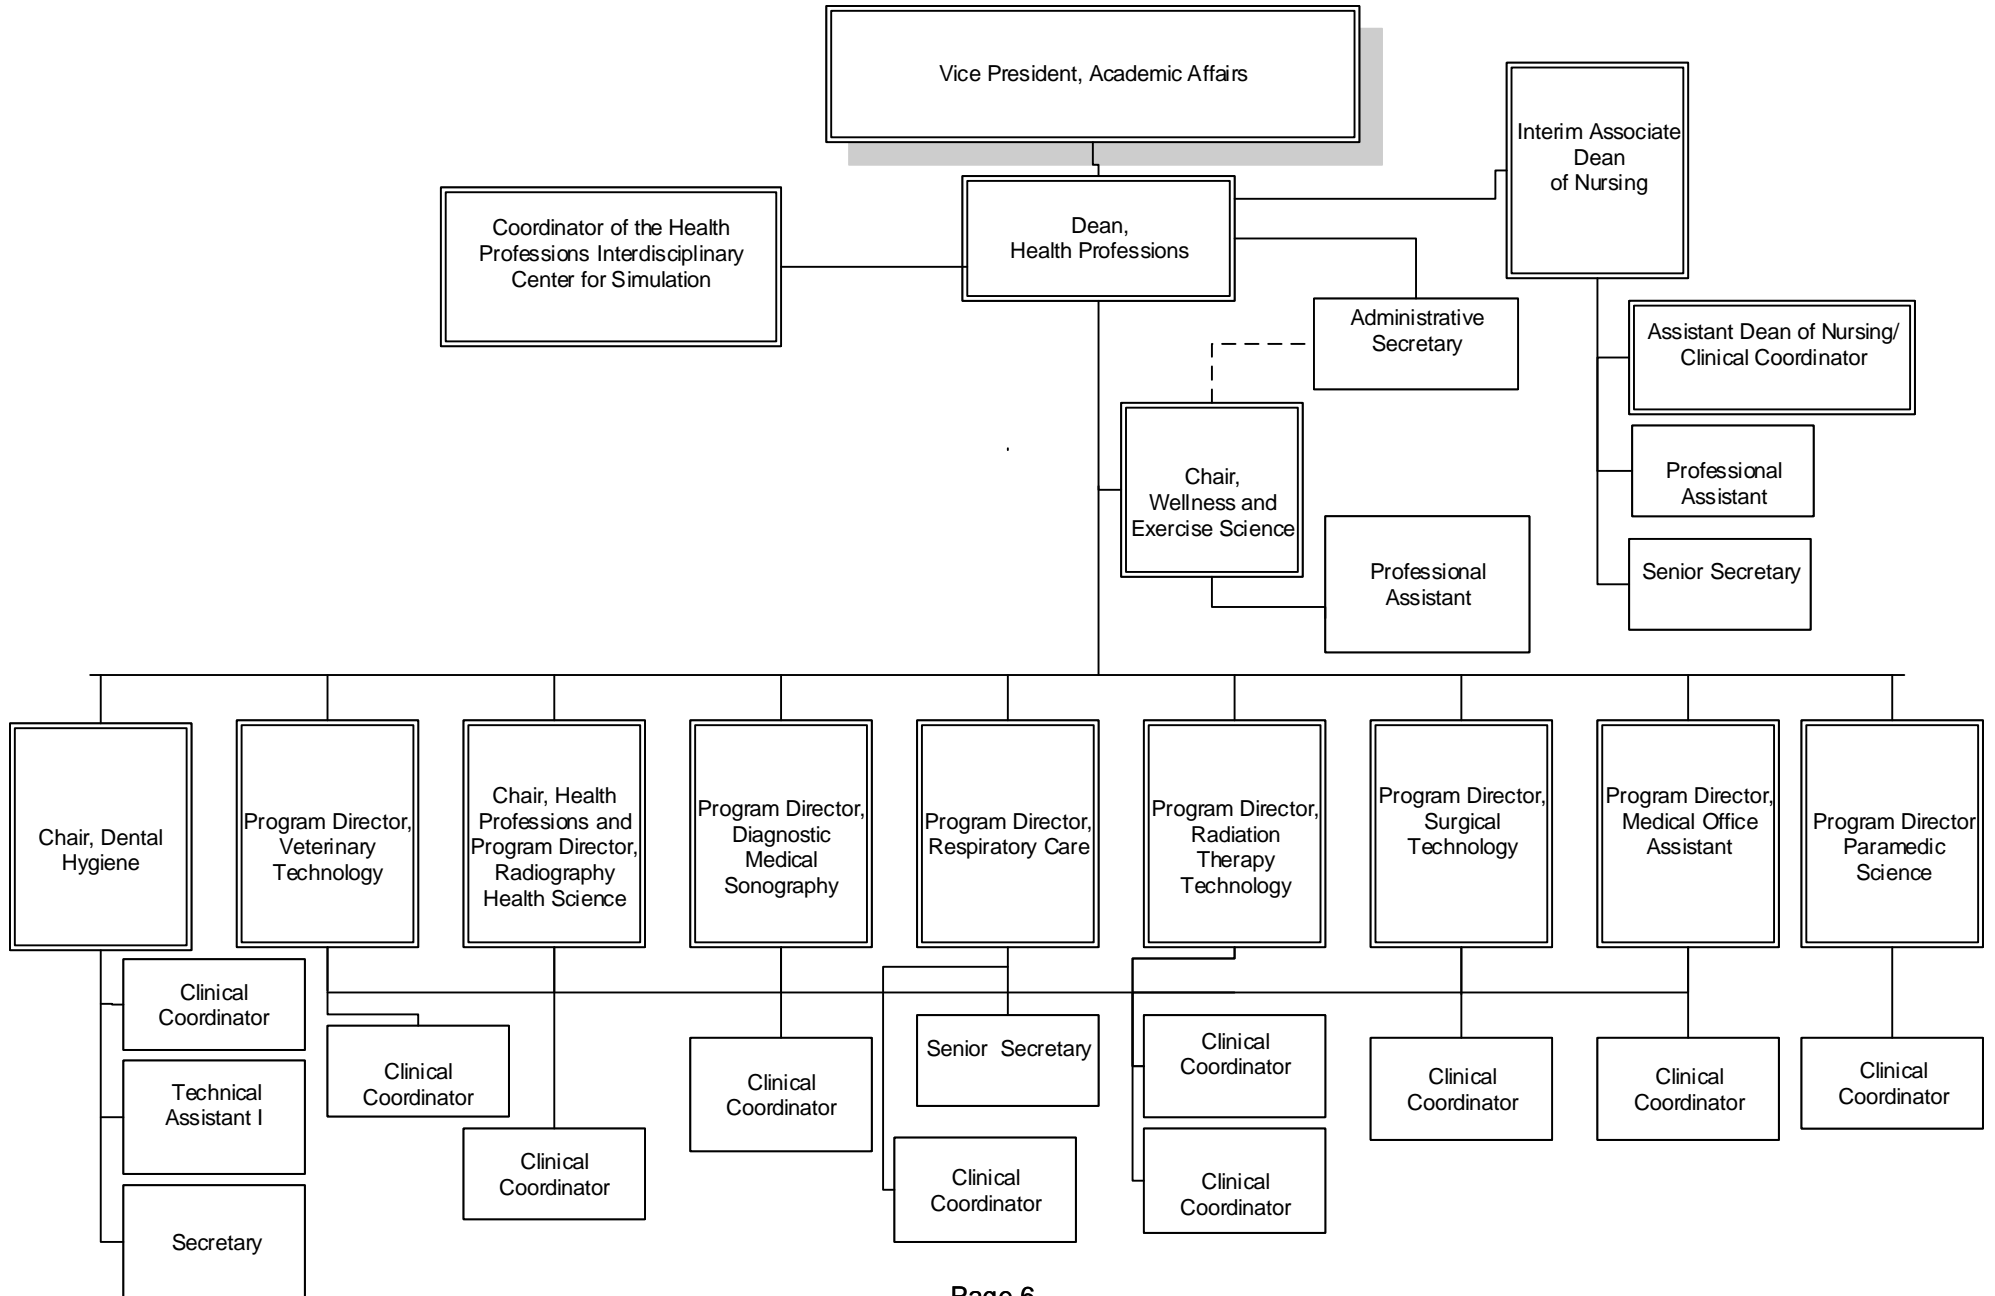 Vice President, Academic Affairs
Interim Associate
Dean
of Nursing
Coordinator of the Health
Professions Interdisciplinary
Center for Simulation
Dean,
Health Professions
Administrative
Secretary
Assistant Dean of Nursing/
Clinical Coordinator
Chair,
Wellness and
Exercise Science
Professional
Assistant
Professional
Assistant
Senior Secretary
Chair, Dental
Hygiene
Program Director,
Veterinary
Technology
Chair, Health
Professions and
Program Director,
Radiography
Health Science
Program Director,
Diagnostic
Medical
Sonography
Program Director,
Respiratory Care
Program Director,
Radiation
Therapy
Technology
Program Director,
Surgical
Technology
Program Director,
Medical Office
Assistant
Program Director
Paramedic
Science
Clinical
Coordinator
Technical
Assistant I
Secretary
Clinical
Coordinator
Clinical
Coordinator
Clinical
Coordinator
Senior Secretary
Clinical
Coordinator
Clinical
Coordinator
Clinical
Coordinator
Clinical
Coordinator
Clinical
Coordinator
Clinical
Coordinator
Page 6